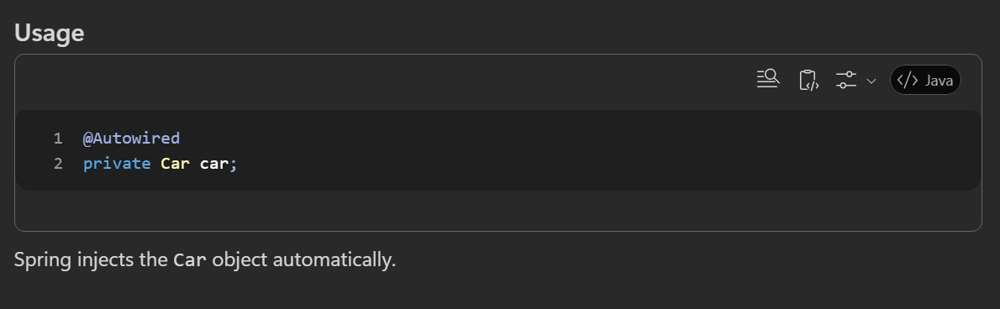 Usage
</> Java
1 @Autowired
2 private Car car;
Spring injects the Car object automatically.